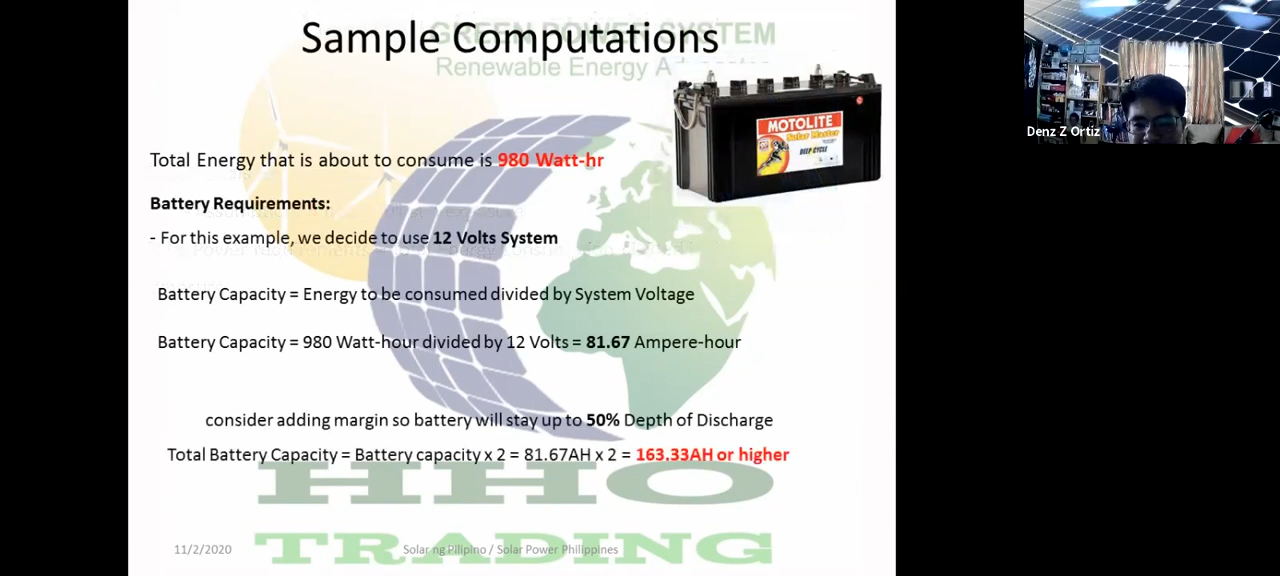 GREEN POWER SYSTEM
Sample Computations
Renewable Energy
MOTOLITE
Solar Master
DEEP CYCLE
Denz Z Ortiz
Total Energy that is about to consume is 980 Watt-hr
Battery Requirements:
- For this example, we decide to use 12 Volts System
Battery Capacity = Energy to be consumed divided by System Voltage
Battery Capacity = 980 Watt-hour divided by 12 Volts = 81.67 Ampere-hour
consider adding margin so battery will stay up to 50% Depth of Discharge
Total Battery Capacity = Battery capacity x 2 = 81.67AH x 2 = 163.33AH or higher
HHO
TRADING
11/2/2020
Solar ng Pilipino / Solar Power Philippines